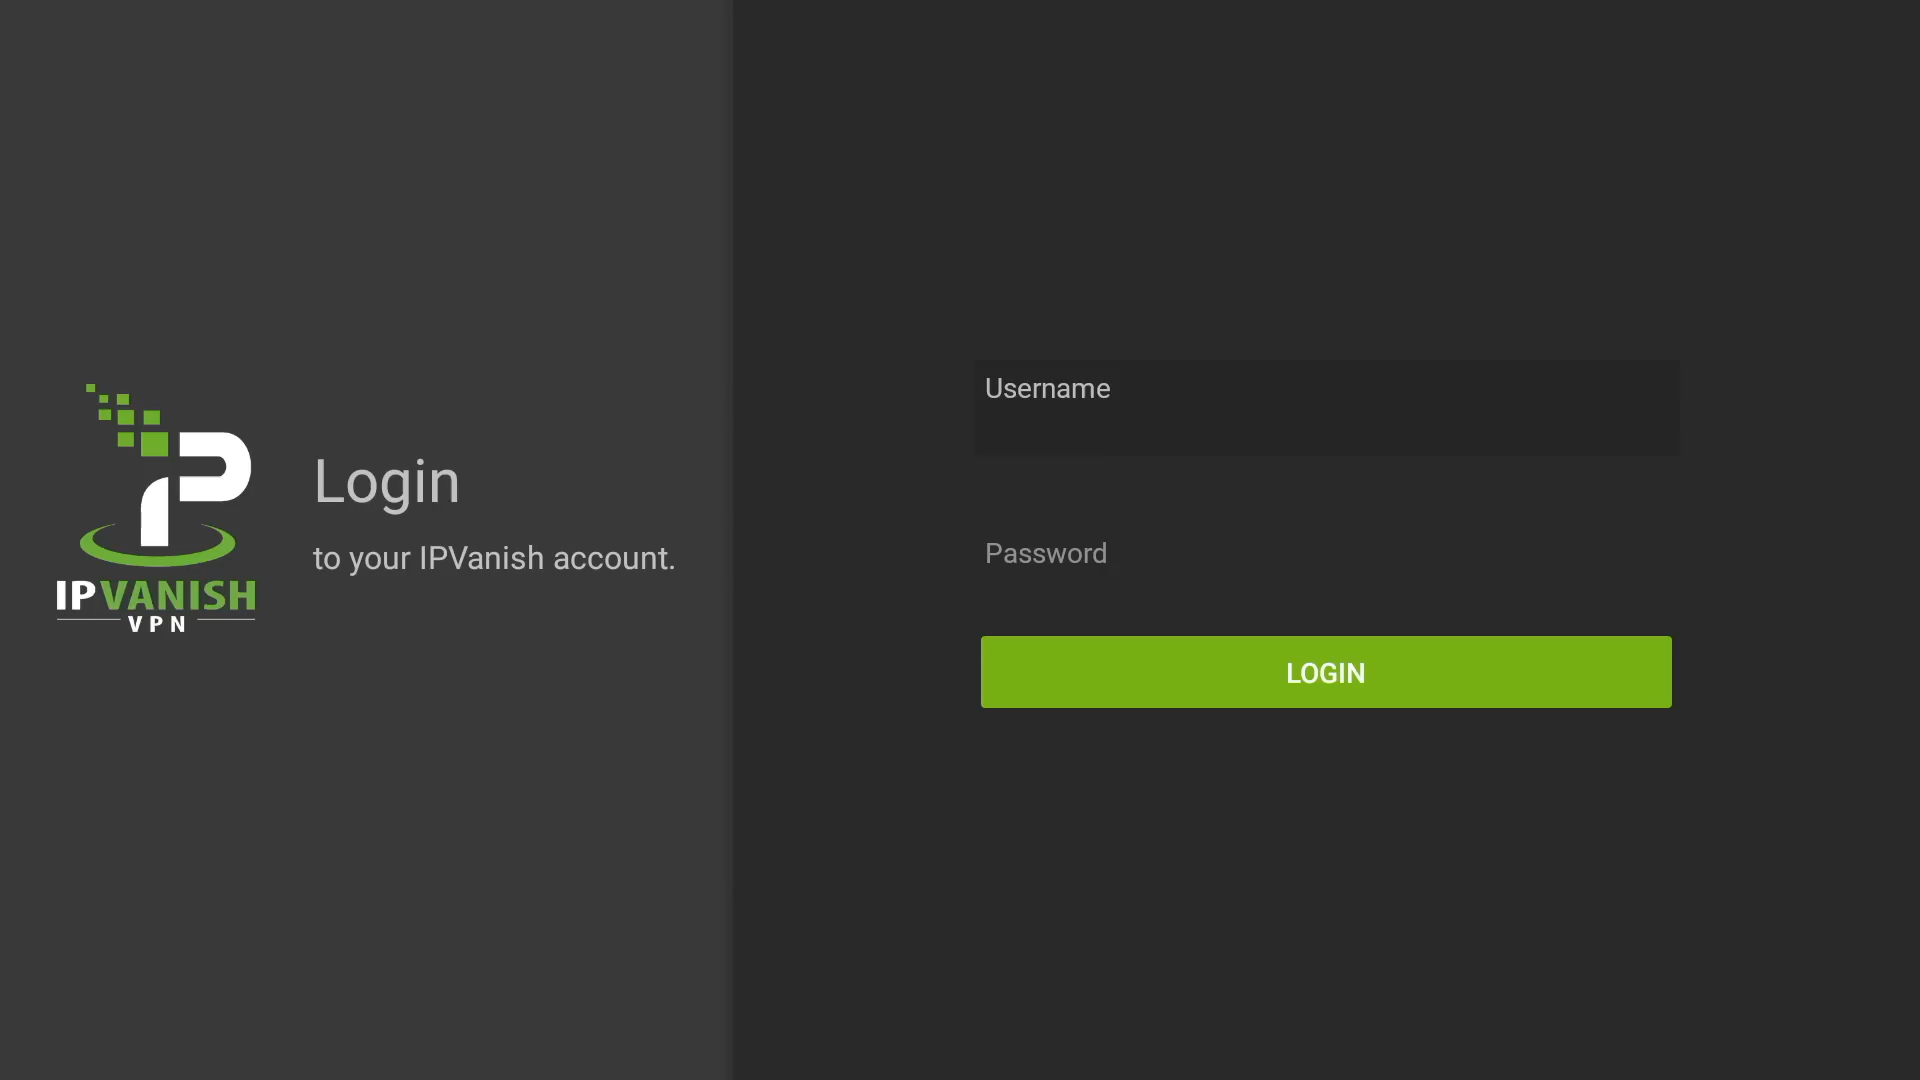 Login
to your IPVanish account.
IPVANISH
VPN
Username
Password
LOGIN